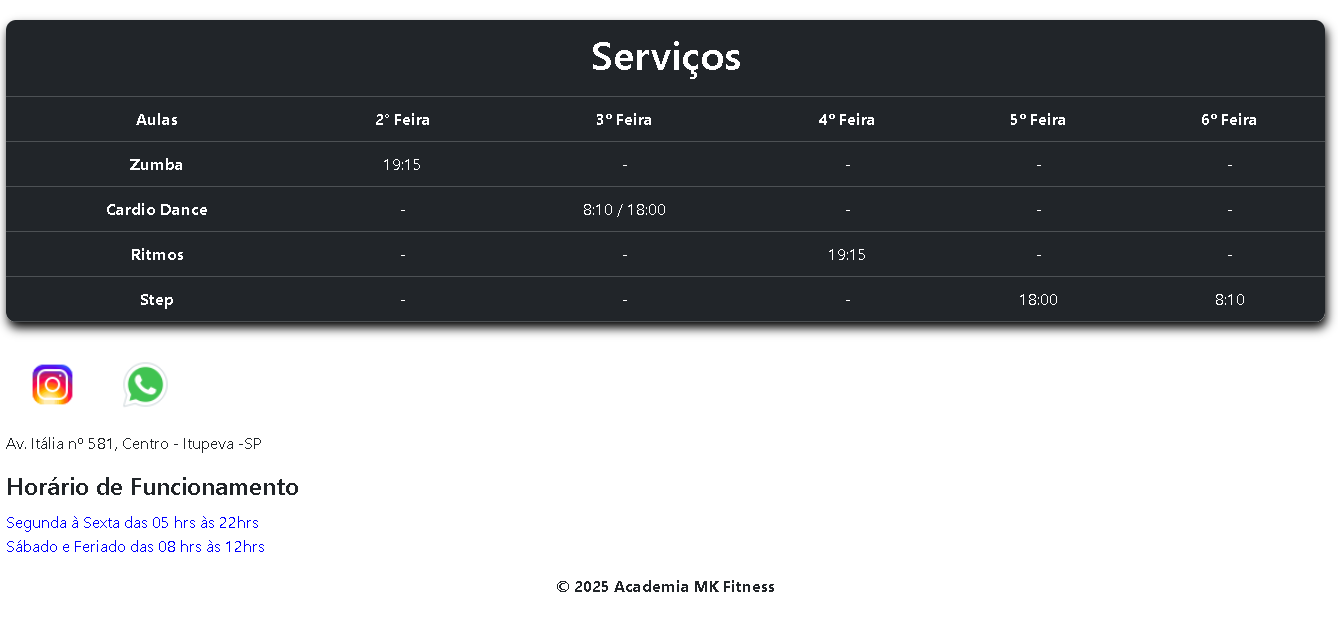 Serviços
Aulas 2° Feira 3º Feira 4º Feira 5º Feira 6º Feira
Zumba 19:15 - - - -
Cardio Dance - 8:10 / 18:00 - - -
Ritmos - - 19:15 - -
Step - - - 18:00 8:10
Av. Itália nº 581, Centro - Itupeva -SP
Horário de Funcionamento
Segunda à Sexta das 05 hrs às 22hrs
Sábado e Feriado das 08 hrs às 12hrs
© 2025 Academia MK Fitness